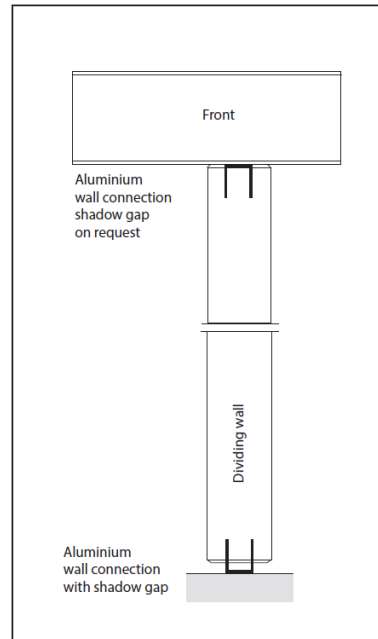 Front
Aluminium
wall connection
shadow gap
on request
Dividing wall
Aluminium
wall connection
with shadow gap